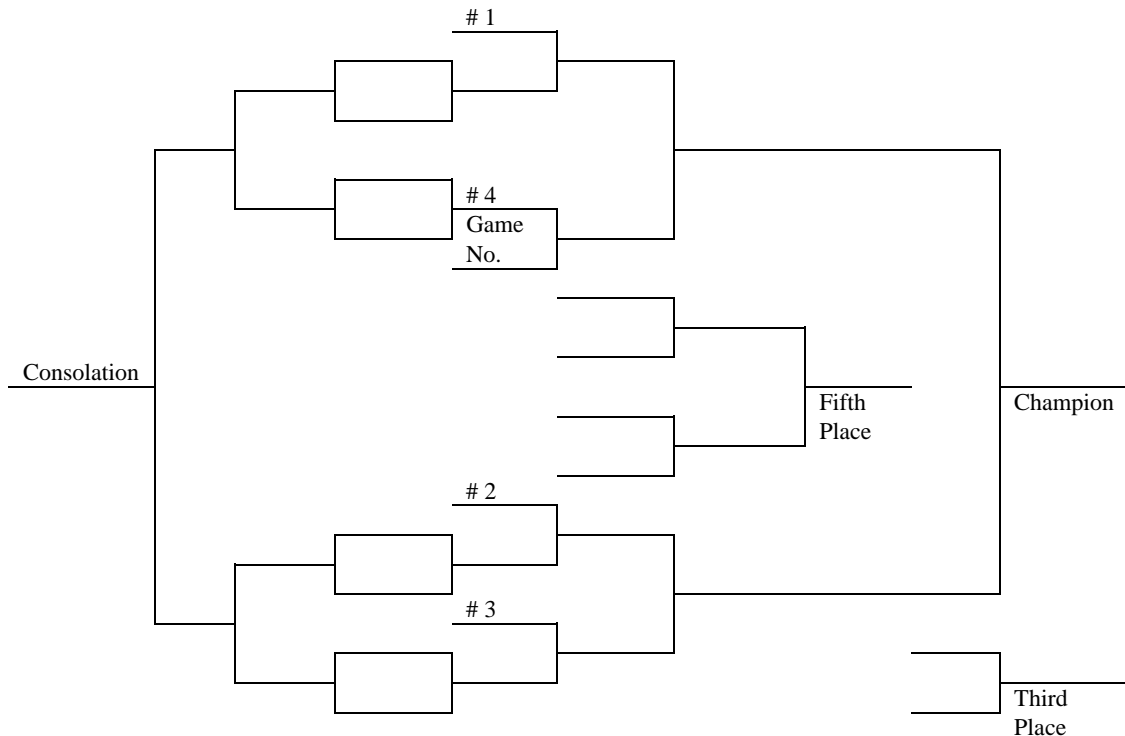 # 1
# 4
Game
No.
Consolation
Fifth
Place
Champion
# 2
# 3
Third
Place